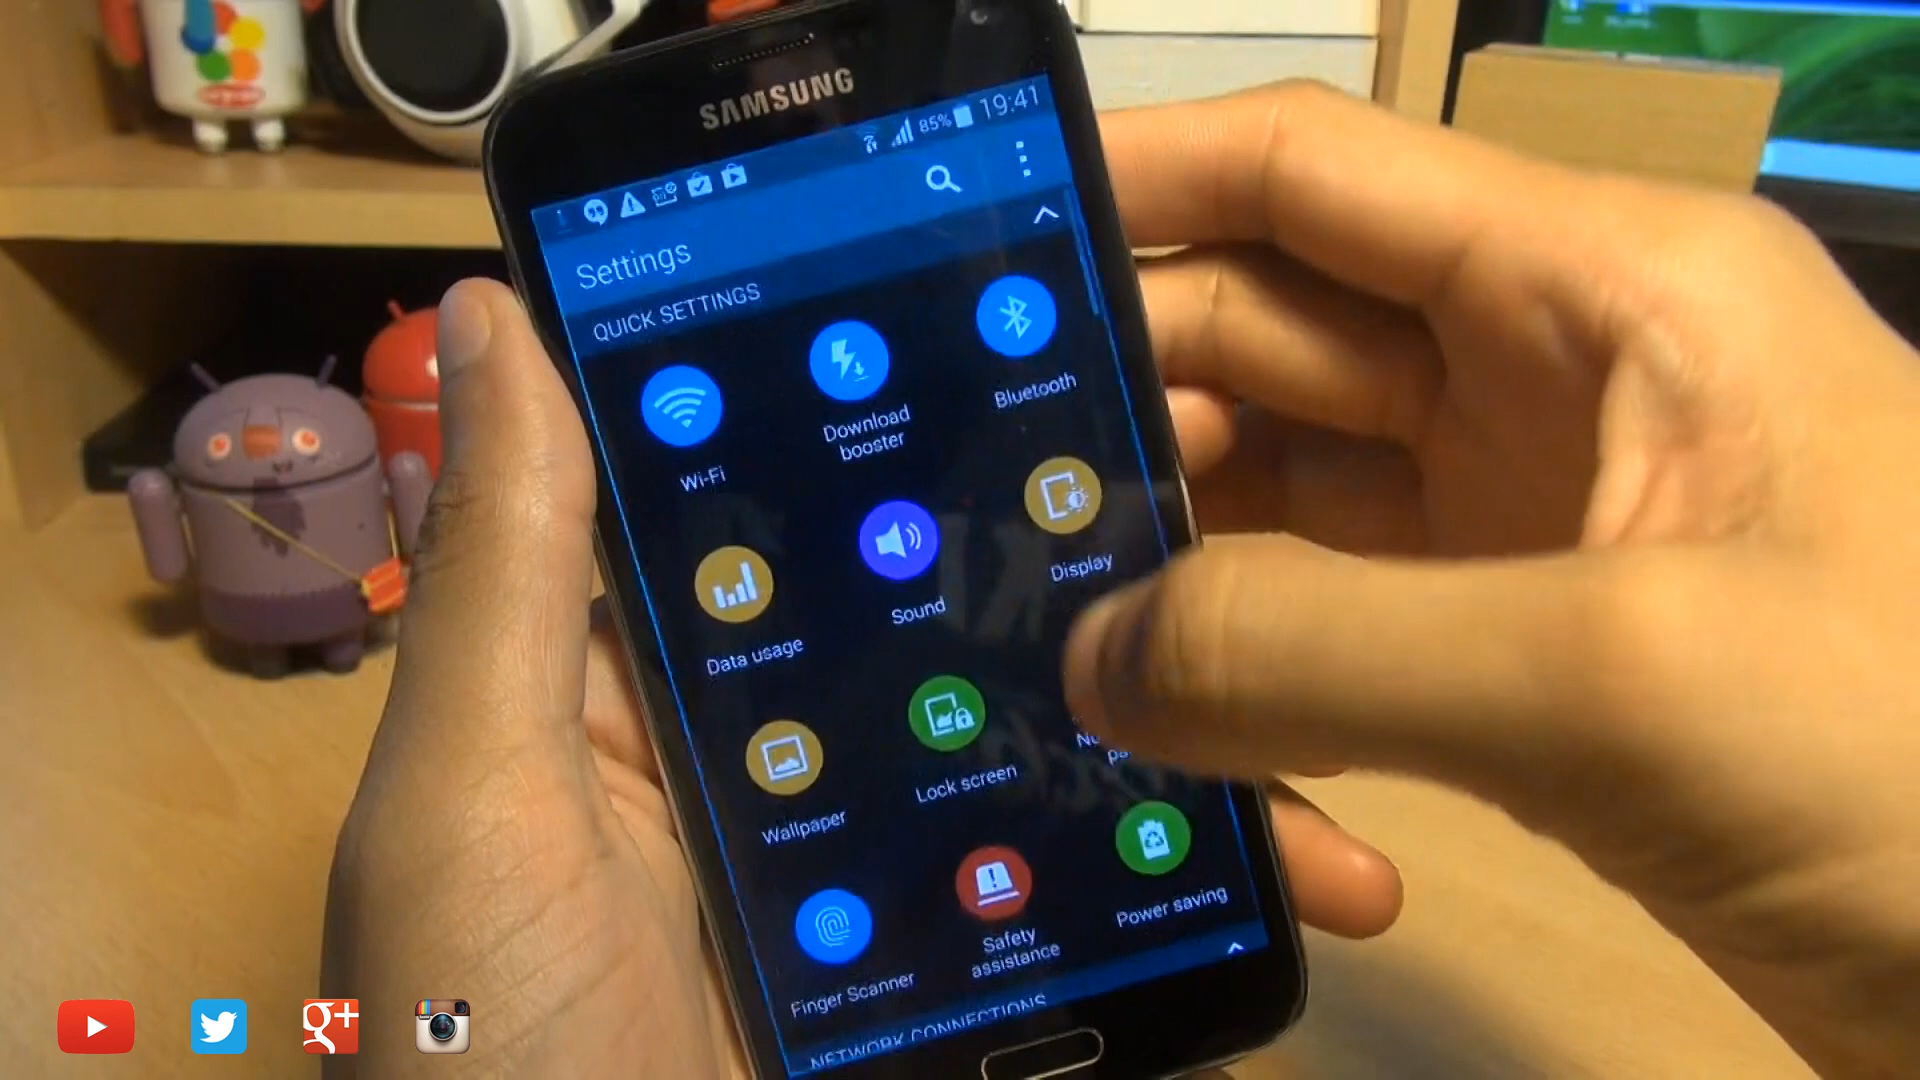 SAMSUNG
85% 19:41
Settings
QUICK SETTINGS
Wi-Fi
Download
booster
Bluetooth
Data usage
Sound
Display
Wallpaper
Lock screen
Finger Scanner
Safety
assistance
Power saving
NETWORK CONNECTIONS
g+